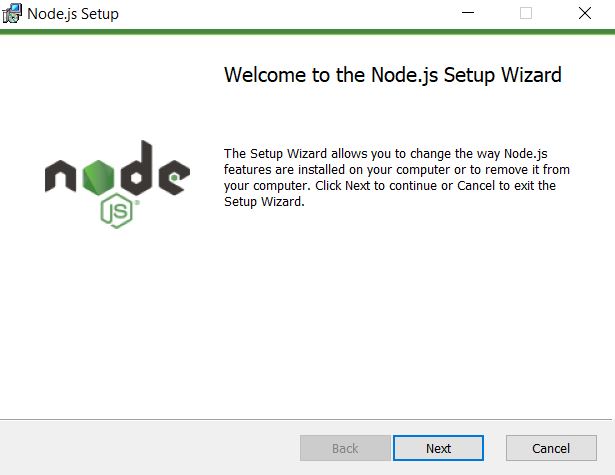 Node.js Setup
Welcome to the Node.js Setup Wizard
The Setup Wizard allows you to change the way Node.js
features are installed on your computer or to remove it from
your computer. Click Next to continue or Cancel to exit the
Setup Wizard.
node
JS®
Back
Next
Cancel